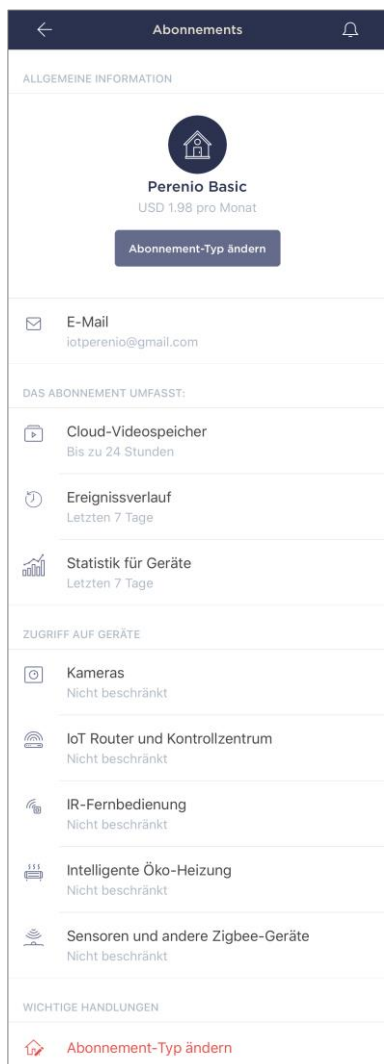 Abonnements
ALLGEMEINE INFORMATION
Perenio Basic
USD 1.98 pro Monat
Abonnement-Typ ändern
E-Mail
iotperenio@gmail.com
DAS ABONNEMENT UMFASST:
Cloud-Videospeicher
Bis zu 24 Stunden
Ereignissverlauf
Letzten 7 Tage
Statistik für Geräte
Letzten 7 Tage
ZUGRIFF AUF GERÄTE
Kameras
Nicht beschränkt
IoT Router und Kontrollzentrum
Nicht beschränkt
IR-Fernbedienung
Nicht beschränkt
Intelligente Öko-Heizung
Nicht beschränkt
Sensoren und andere Zigbee-Geräte
Nicht beschränkt
WICHTIGE HANDLUNGEN
Abonnement-Typ ändern